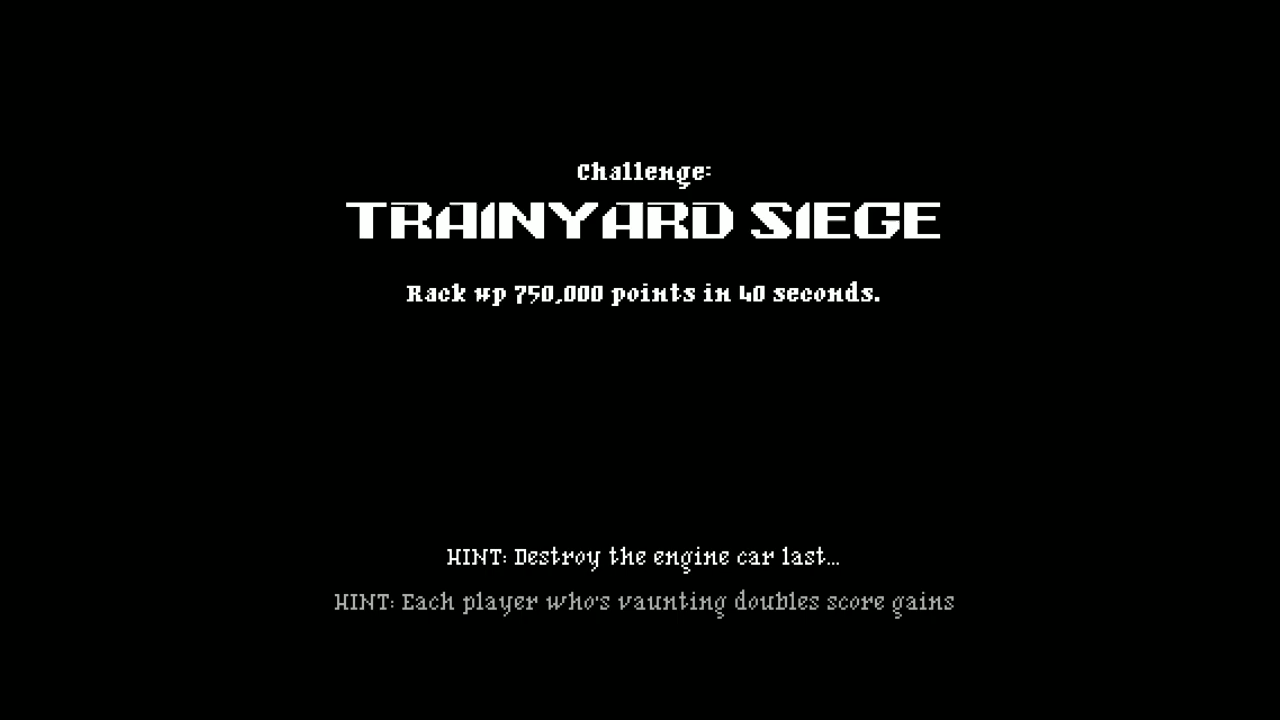 Challenge:
TRAINYARD SIEGE
Rack up 750,000 points in 40 seconds.
HINT: Destroy the engine car last...
HINT: Each player who's vaunting doubles score gains